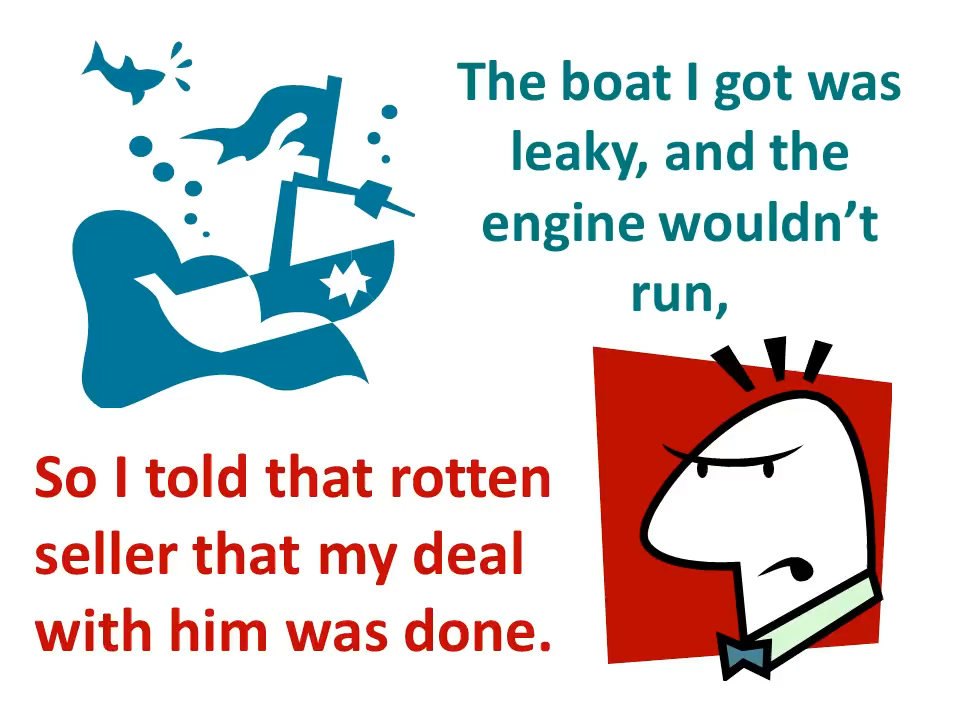 The boat I got was
leaky, and the
engine wouldn’t
run,
So I told that rotten
seller that my deal
with him was done.